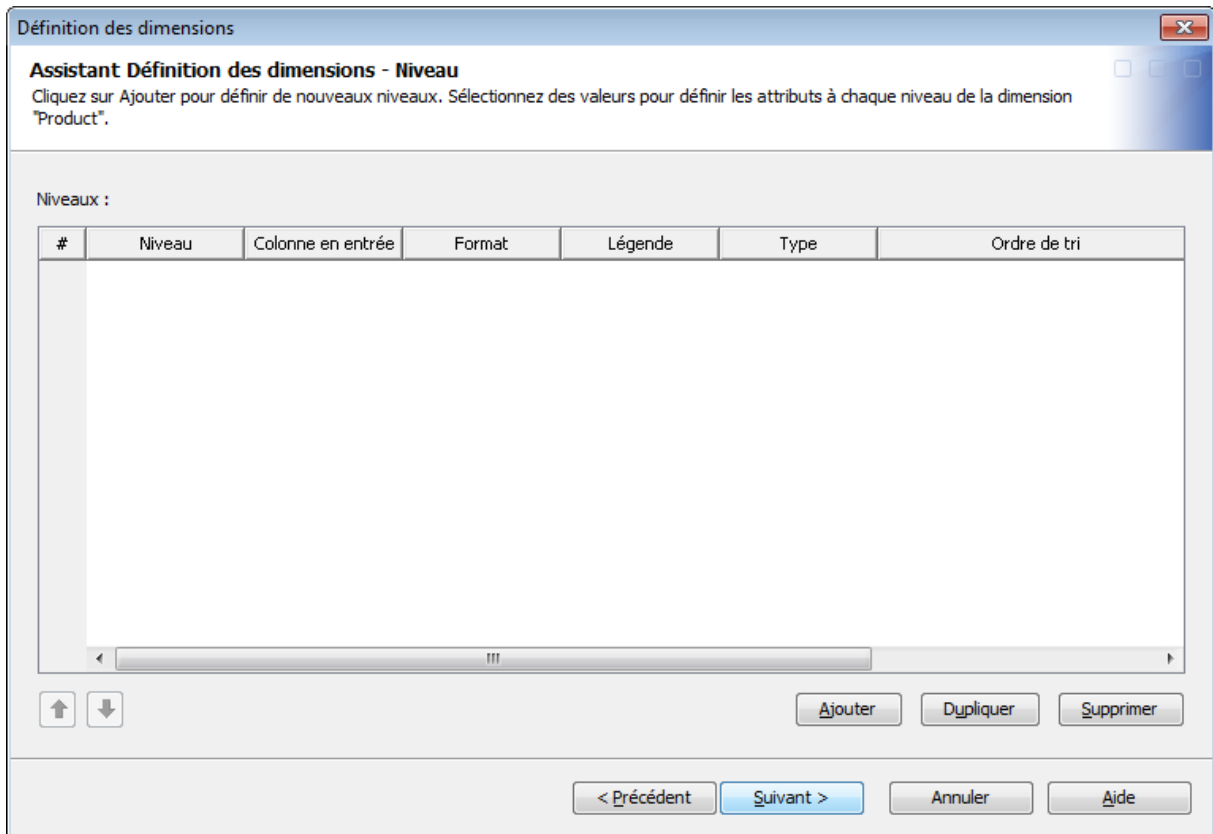 Définition des dimensions
Assistant Définition des dimensions - Niveau
Cliquez sur Ajouter pour définir de nouveaux niveaux. Sélectionnez des valeurs pour définir les attributs à chaque niveau de la dimension
"Product".
Niveaux :
# Niveau Colonne en entrée Format Légende Type Ordre de tri
Ajouter Dupliquer Supprimer
< Précédent Suivant > Annuler Aide